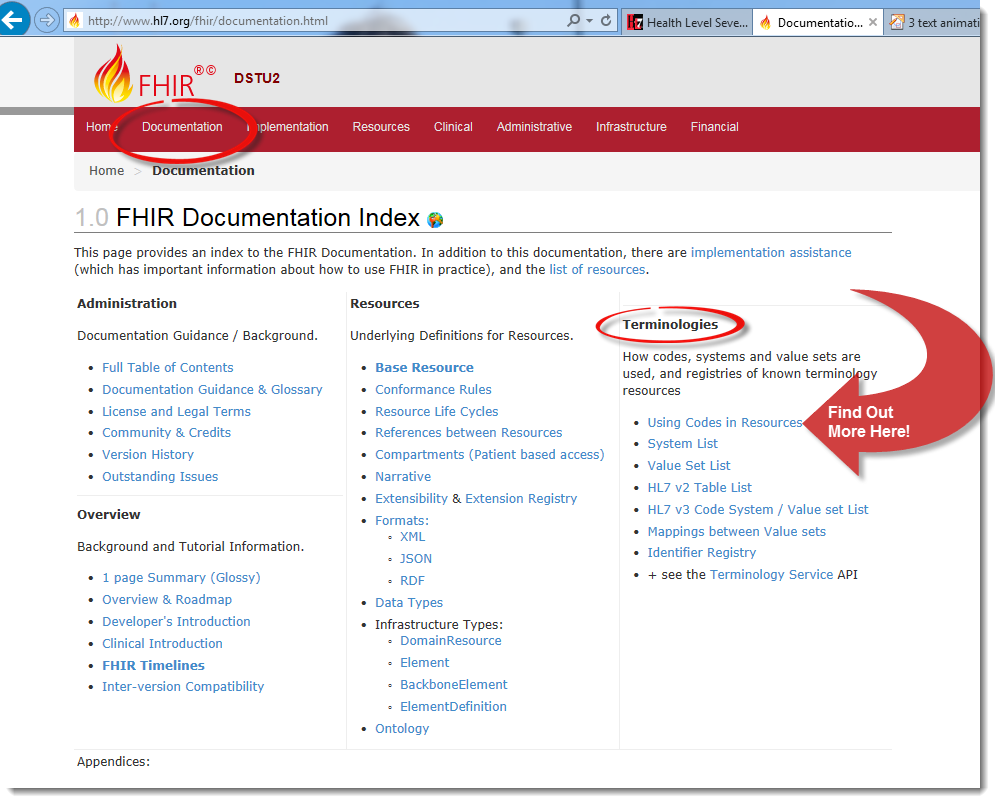 http://www.hl7.org/fhir/documentation.html
Health Level Seve...
Documentatio...
3 text animati
FHIR®© DSTU2
Home Documentation Implementation Resources Clinical Administrative Infrastructure Financial
Home > Documentation
1.0 FHIR Documentation Index
This page provides an index to the FHIR Documentation. In addition to this documentation, there are implementation assistance
(which has important information about how to use FHIR in practice), and the list of resources.
Administration
Documentation Guidance / Background.
• Full Table of Contents
• Documentation Guidance & Glossary
• License and Legal Terms
• Community & Credits
• Version History
• Outstanding Issues
Overview
Background and Tutorial Information.
• 1 page Summary (Glossy)
• Overview & Roadmap
• Developer's Introduction
• Clinical Introduction
• FHIR Timelines
• Inter-version Compatibility
Resources
Underlying Definitions for Resources.
• Base Resource
• Conformance Rules
• Resource Life Cycles
• References between Resources
• Compartments (Patient based access)
• Narrative
• Extensibility & Extension Registry
• Formats:
◦ XML
◦ JSON
◦ RDF
• Data Types
• Infrastructure Types:
◦ DomainResource
◦ Element
◦ BackboneElement
◦ ElementDefinition
• Ontology
Terminologies
How codes, systems and value sets are
used, and registries of known terminology
resources
• Using Codes in Resources
• System List
• Value Set List
• HL7 v2 Table List
• HL7 v3 Code System / Value set List
• Mappings between Value sets
• Identifier Registry
• + see the Terminology Service API
Find Out
More Here!
Appendices: